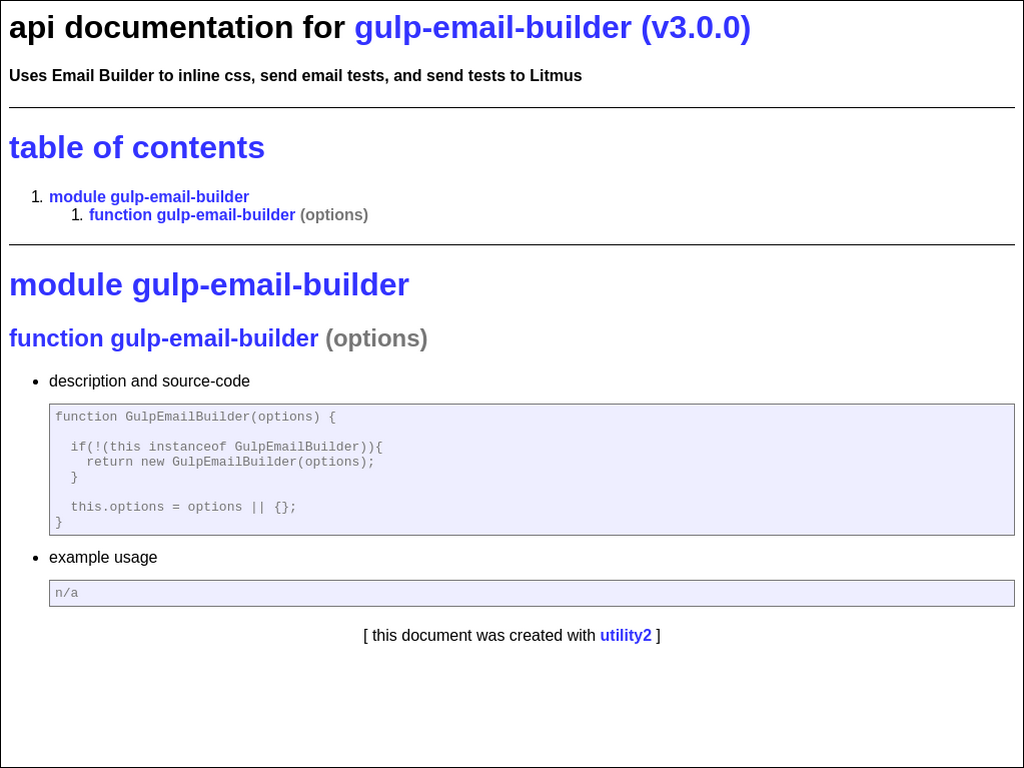 api documentation for gulp-email-builder (v3.0.0)
Uses Email Builder to inline css, send email tests, and send tests to Litmus
table of contents
1. module gulp-email-builder
1. function gulp-email-builder (options)
module gulp-email-builder
function gulp-email-builder (options)
• description and source-code
function GulpEmailBuilder(options) {
  if(!(this instanceof GulpEmailBuilder)){
    return new GulpEmailBuilder(options);
  }
  this.options = options || {};
}
• example usage
n/a
[ this document was created with utility2 ]